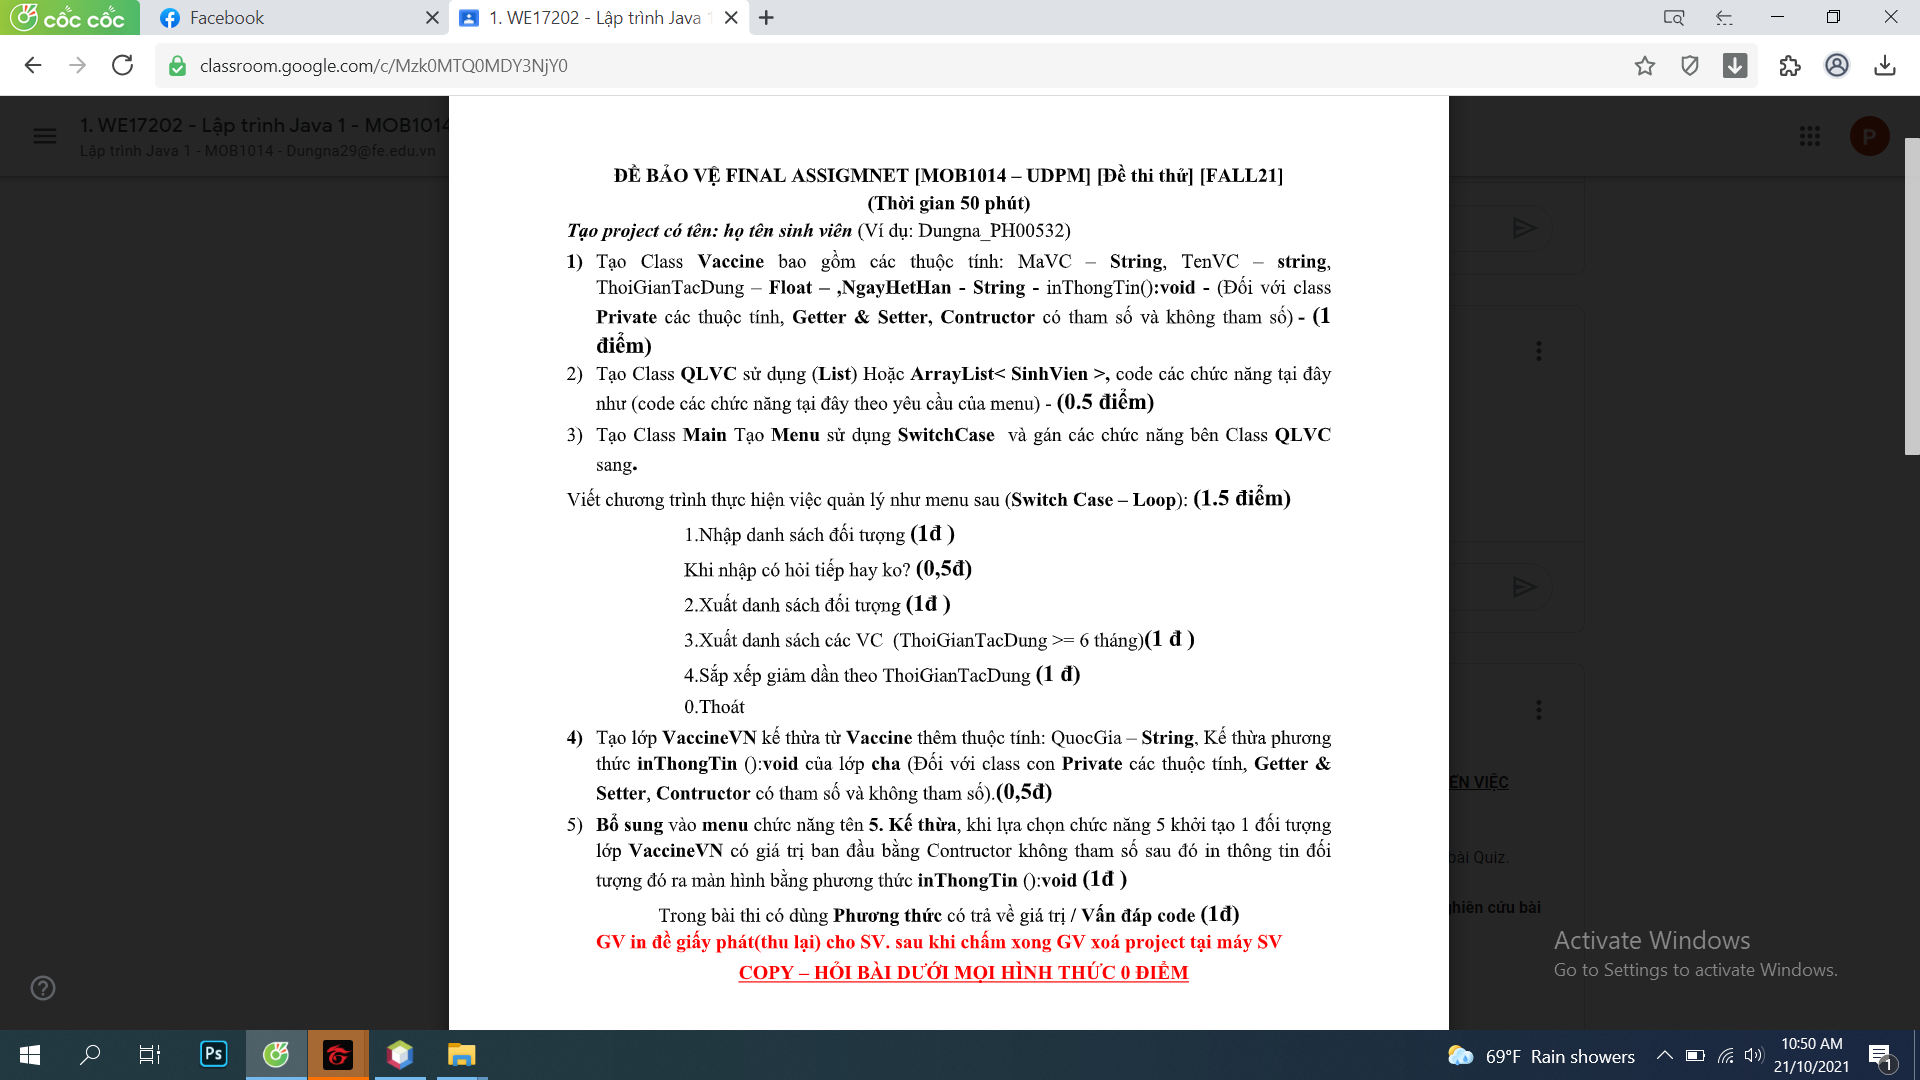 cốc cốc
Facebook
1. WE17202 - Lập trình Java 1
classroom.google.com/c/Mzk0MTQ0MDY3NjY0
1. WE17202 - Lập trinh Java 1 - MOB1014
Lập trình Java 1 - MOB1014 - Dungna29@fe.edu.vn
P
ĐỀ BẢO VỆ FINAL ASSIGMNET [MOB1014 – UDPM] [Đề thi thử] [FALL21]
(Thời gian 50 phút)
Tạo project có tên: họ tên sinh viên (Ví dụ: Dungna_PH00532)
1) Tạo Class Vaccine bao gồm các thuộc tính: MaVC – String, TenVC – string,
ThoiGianTacDung – Float – ,NgayHetHan - String - inThongTin():void - (Đối với class
Private các thuộc tính, Getter & Setter, Contructor có tham số và không tham số) - (1
điểm)
2) Tạo Class QLVC sử dụng (List) Hoặc ArrayList< SinhVien >, code các chức năng tại đây
như (code các chức năng tại đây theo yêu cầu của menu) - (0.5 điểm)
3) Tạo Class Main Tạo Menu sử dụng SwitchCase và gán các chức năng bên Class QLVC
sang.
Viết chương trình thực hiện việc quản lý như menu sau (Switch Case – Loop): (1.5 điểm)
1.Nhập danh sách đối tượng (1đ )
Khi nhập có hỏi tiếp hay ko? (0,5đ)
2.Xuất danh sách đối tượng (1đ )
3.Xuất danh sách các VC (ThoiGianTacDung >= 6 tháng)(1 đ )
4.Sắp xếp giảm dần theo ThoiGianTacDung (1 đ)
0.Thoát
4) Tạo lớp VaccineVN kế thừa từ Vaccine thêm thuộc tính: QuocGia – String, Kế thừa phương
thức inThongTin ():void của lớp cha (Đối với class con Private các thuộc tính, Getter &
Setter, Contructor có tham số và không tham số).(0,5đ)
5) Bổ sung vào menu chức năng tên 5. Kế thừa, khi lựa chọn chức năng 5 khởi tạo 1 đối tượng
lớp VaccineVN có giá trị ban đầu bằng Contructor không tham số sau đó in thông tin đối
tượng đó ra màn hình bằng phương thức inThongTin ():void (1đ )
Trong bài thi có dùng Phương thức có trả về giá trị / Vấn đáp code (1đ)
GV in đề giấy phát(thu lại) cho SV. sau khi chấm xong GV xoá project tại máy SV
COPY – HỎI BÀI DƯỚI MỌI HÌNH THỨC 0 ĐIỂM
ẾN VIỆC
bài Quiz.
ghiên cứu bài
Activate Windows
Go to Settings to activate Windows.
Ps
69°F Rain showers
10:50 AM
21/10/2021
1